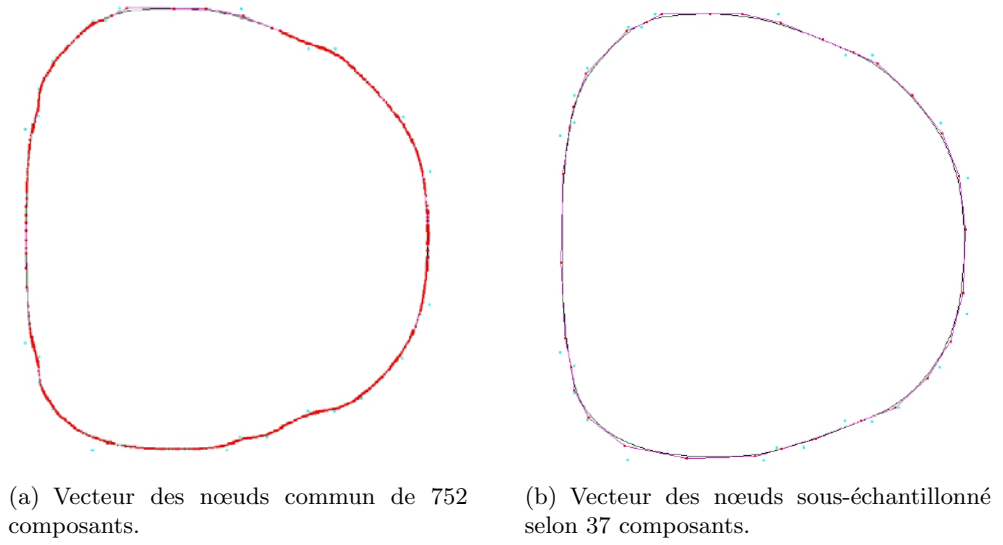 (a) Vecteur des nœuds commun de 752
composants.
(b) Vecteur des nœuds sous-échantillonné
selon 37 composants.